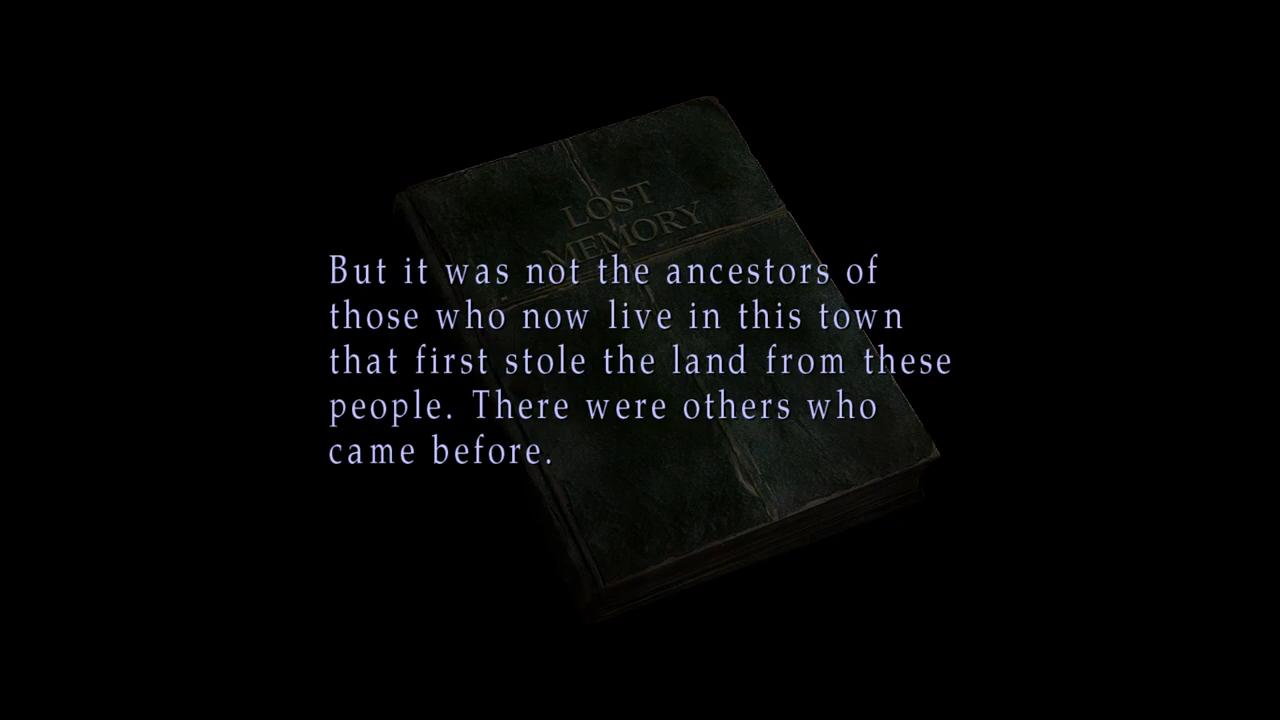 LOST
MEMORY
But it was not the ancestors of
those who now live in this town
that first stole the land from these
people. There were others who
came before.